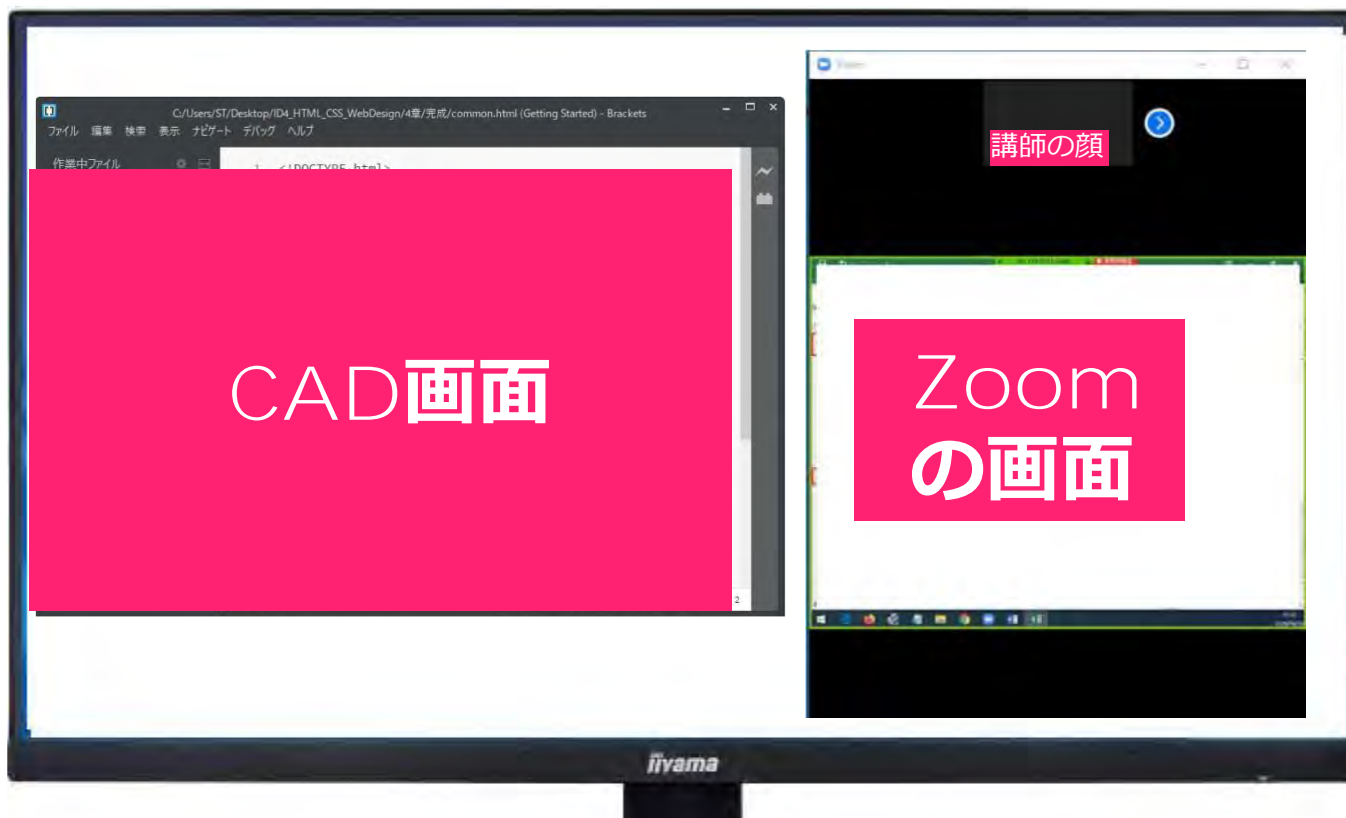 C:/Users/ST/Desktop/ID4_HTML_CSS_WebDesign/4章/完成/common.html (Getting Started) - Brackets
ファイル 編集 検索 表示 ナビゲート デバッグ ヘルプ
作業中ファイル
1 <!DOCTYPE html>
CAD画面
2
Zoom
講師の顔
Zoom
の画面
iiyama